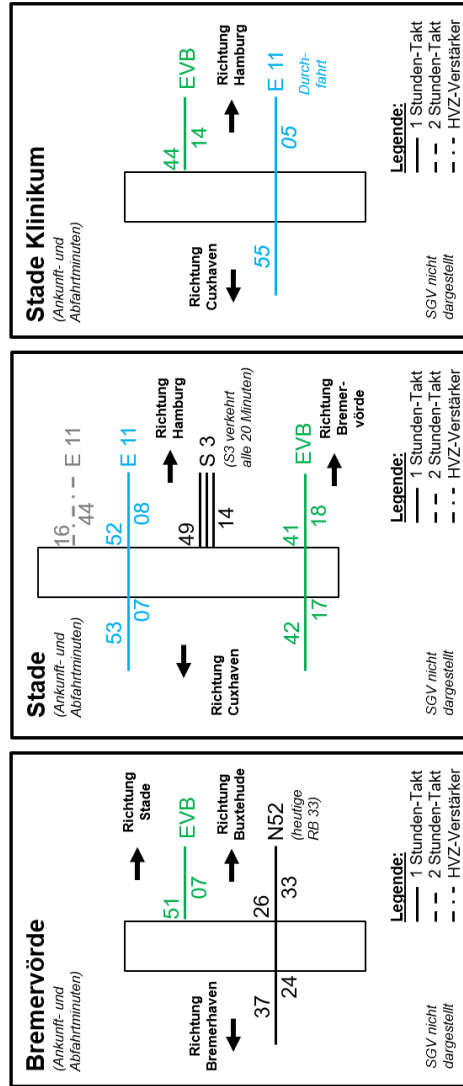 Bremervörde
(Ankunft- und
Abfahrtminuten)
Richtung
Stade
51
EVB
07
Richtung
Bremerhaven
Richtung
Buxtehude
37
26
N52
24
33
(heutige
RB 33)
SGV nicht
dargestellt
Legende:
1 Stunden-Takt
2 Stunden-Takt
HVZ-Verstärker
Stade
(Ankunft- und
Abfahrtminuten)
16
E 11
44
53
52
E 11
07
08
Richtung
Hamburg
49
S 3
14
(S3 verkehrt
alle 20 Minuten)
Richtung
Cuxhaven
42
41
EVB
17
18
Richtung
Bremer-
vörde
SGV nicht
dargestellt
Legende:
1 Stunden-Takt
2 Stunden-Takt
HVZ-Verstärker
Stade Klinikum
(Ankunft- und
Abfahrtminuten)
44
EVB
14
Richtung
Cuxhaven
Richtung
Hamburg
55
E 11
05
Durch-
fahrt
SGV nicht
dargestellt
Legende:
1 Stunden-Takt
2 Stunden-Takt
HVZ-Verstärker